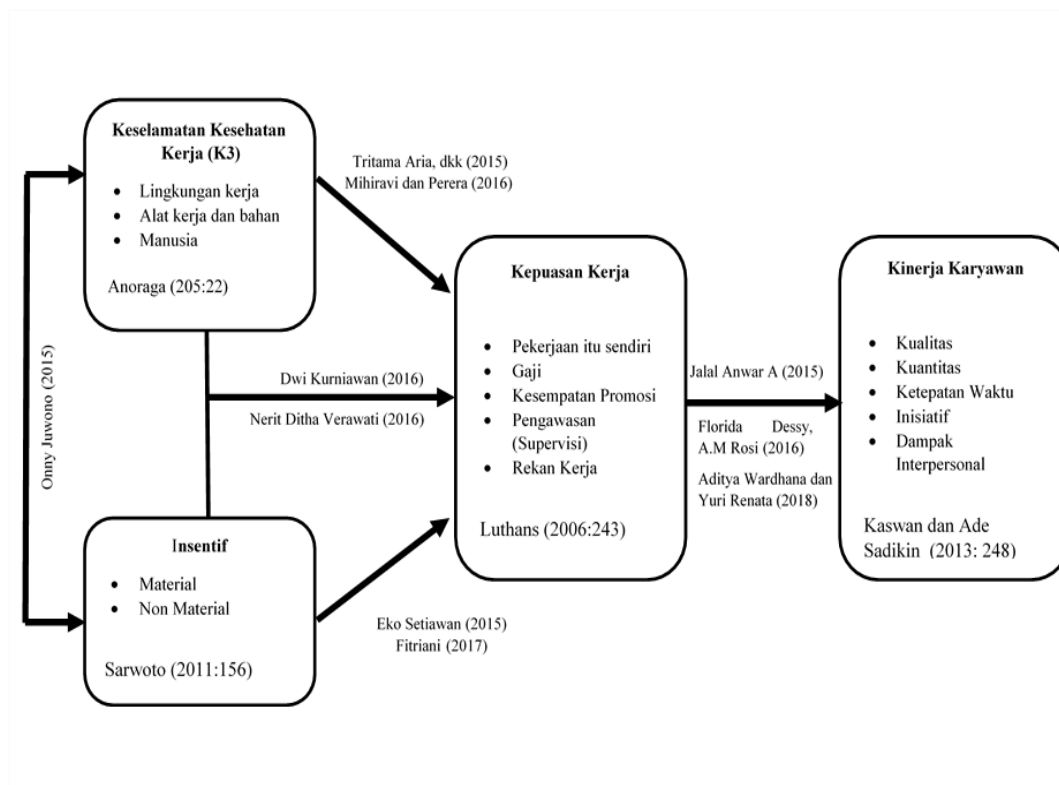 Keselamatan Kesehatan
Kerja (K3)
• Lingkungan kerja
• Alat kerja dan bahan
• Manusia
Anoraga (205:22)
Onny Juwono (2015)
Insentif
• Material
• Non Material
Sarwoto (2011:156)
Tritama Aria, dkk (2015)
Mihiravi dan Perera (2016)
Dwi Kurniawan (2016)
Nerit Ditha Verawati (2016)
Eko Setiawan (2015)
Fitriani (2017)
Kepuasan Kerja
• Pekerjaan itu sendiri
• Gaji
• Kesempatan Promosi
• Pengawasan
(Supervisi)
• Rekan Kerja
Luthans (2006:243)
Jalal Anwar A (2015)
Florida Dessy,
A.M Rosi (2016)
Aditya Wardhana dan
Yuri Renata (2018)
Kinerja Karyawan
• Kualitas
• Kuantitas
• Ketepatan Waktu
• Inisiatif
• Dampak
Interpersonal
Kaswan dan Ade
Sadikin (2013: 248)